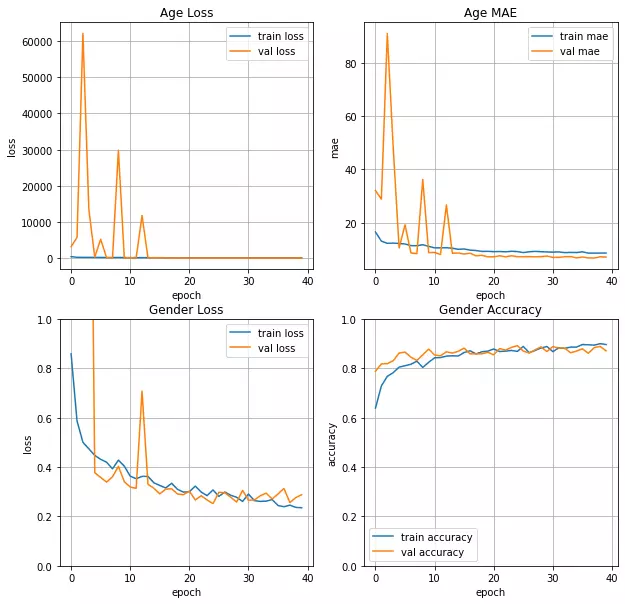 Age Loss
train loss
val loss
60000
50000
40000
30000
20000
10000
0
loss
0 10 20 30 40
epoch
Age MAE
train mae
val mae
80
60
40
20
mae
0 10 20 30 40
epoch
Gender Loss
train loss
val loss
1.0
0.8
0.6
0.4
0.2
0.0
loss
0 10 20 30 40
epoch
Gender Accuracy
1.0
0.8
0.6
0.4
0.2
0.0
accuracy
train accuracy
val accuracy
0 10 20 30 40
epoch